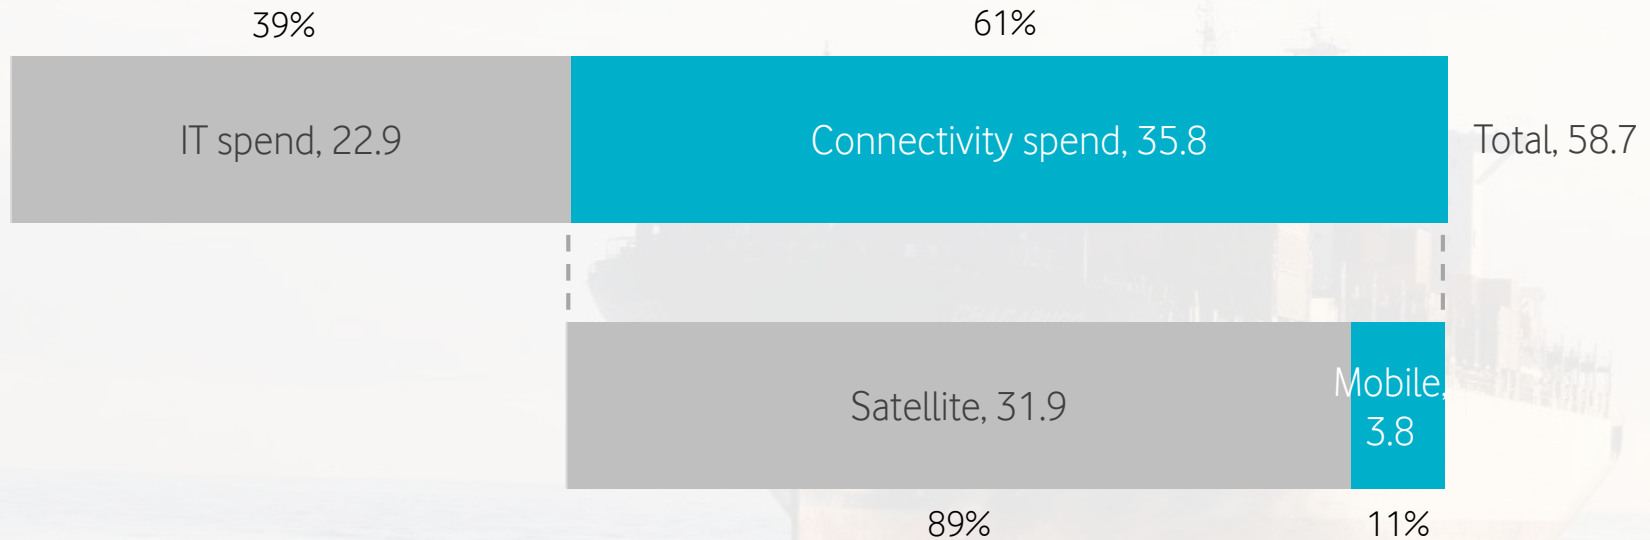 39%
61%
IT spend, 22.9
Connectivity spend, 35.8
Total, 58.7
Satellite, 31.9
Mobile,
3.8
89%
11%